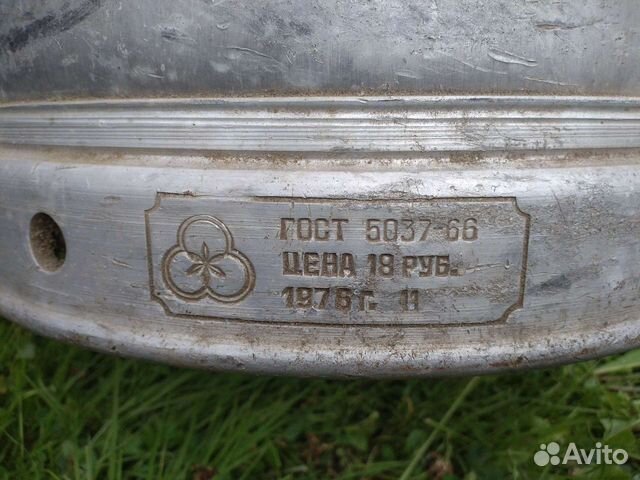 ГОСТ 5037-66
ЦЕНА 18 РУБ.
1976 г. 11
Avito